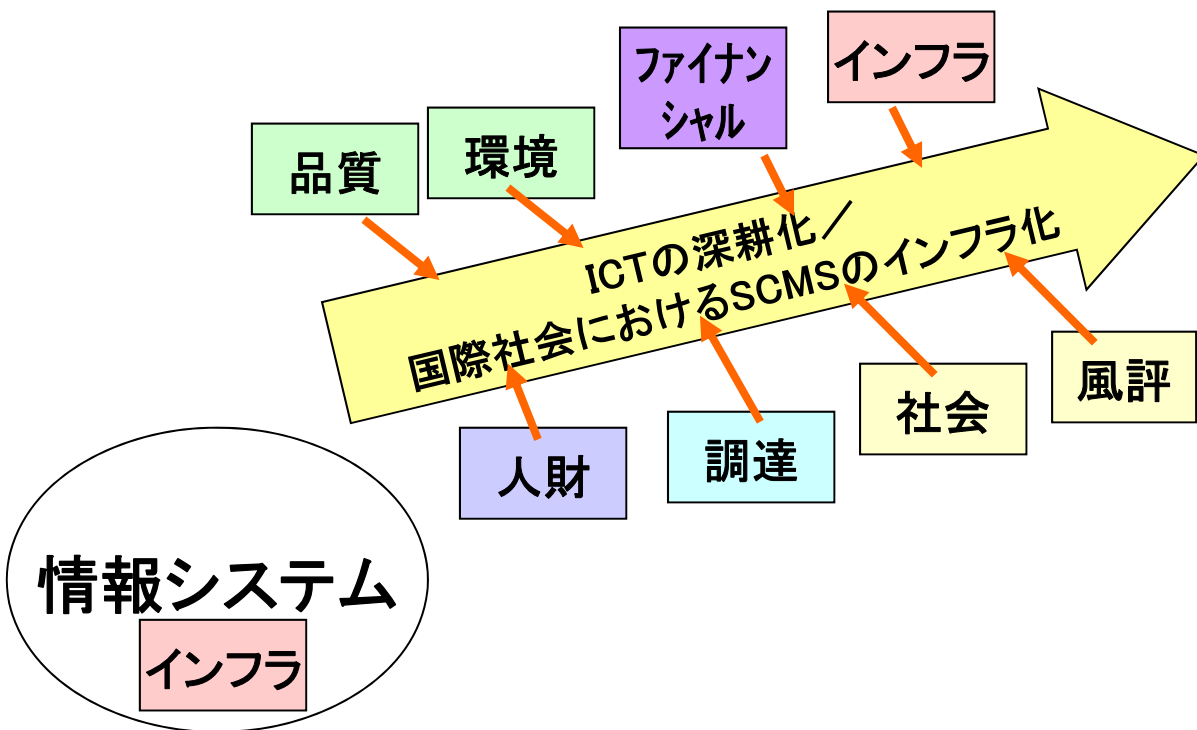 インフラ
ファイナン
シャル
環境
品質
ICTの深耕化／
国際社会におけるSCMSのインフラ化
風評
社会
調達
人財
情報システム
インフラ